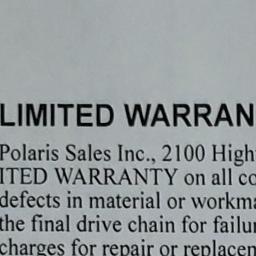 LIMITED WARRAN
Polaris Sales Inc., 2100 High
ITED WARRANTY on all co
defects in material or workma
the final drive chain for failur
charges for repair or replacen